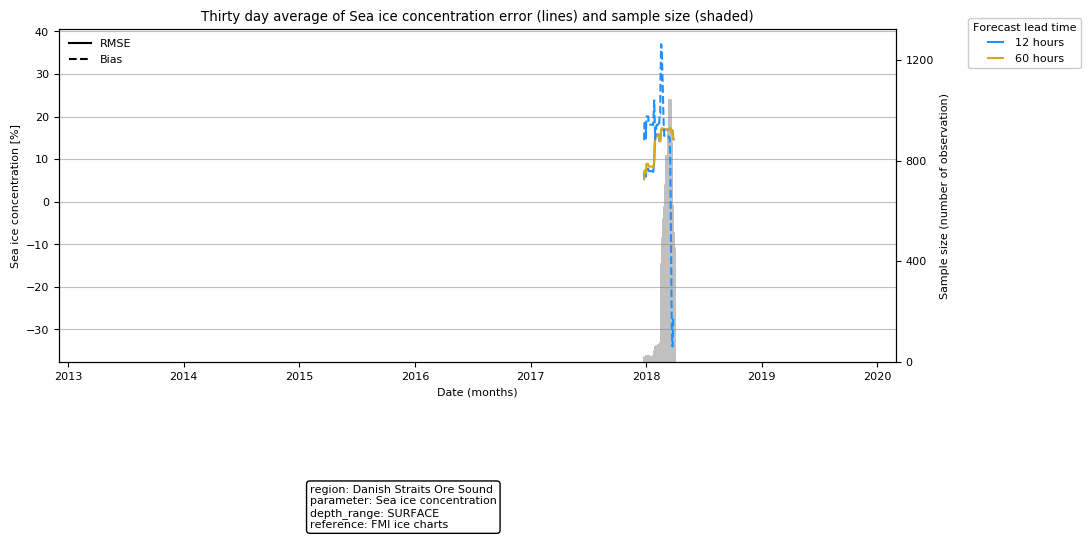 Thirty day average of Sea ice concentration error (lines) and sample size (shaded)
Forecast lead time
12 hours
60 hours
RMSE
Bias
Sea ice concentration [%]
40
30
20
10
0
−10
−20
−30
1200
800
400
0
Sample size (number of observation)
2013 2014 2015 2016 2017 2018 2019 2020
Date (months)
region: Danish Straits Ore Sound
parameter: Sea ice concentration
depth_range: SURFACE
reference: FMI ice charts